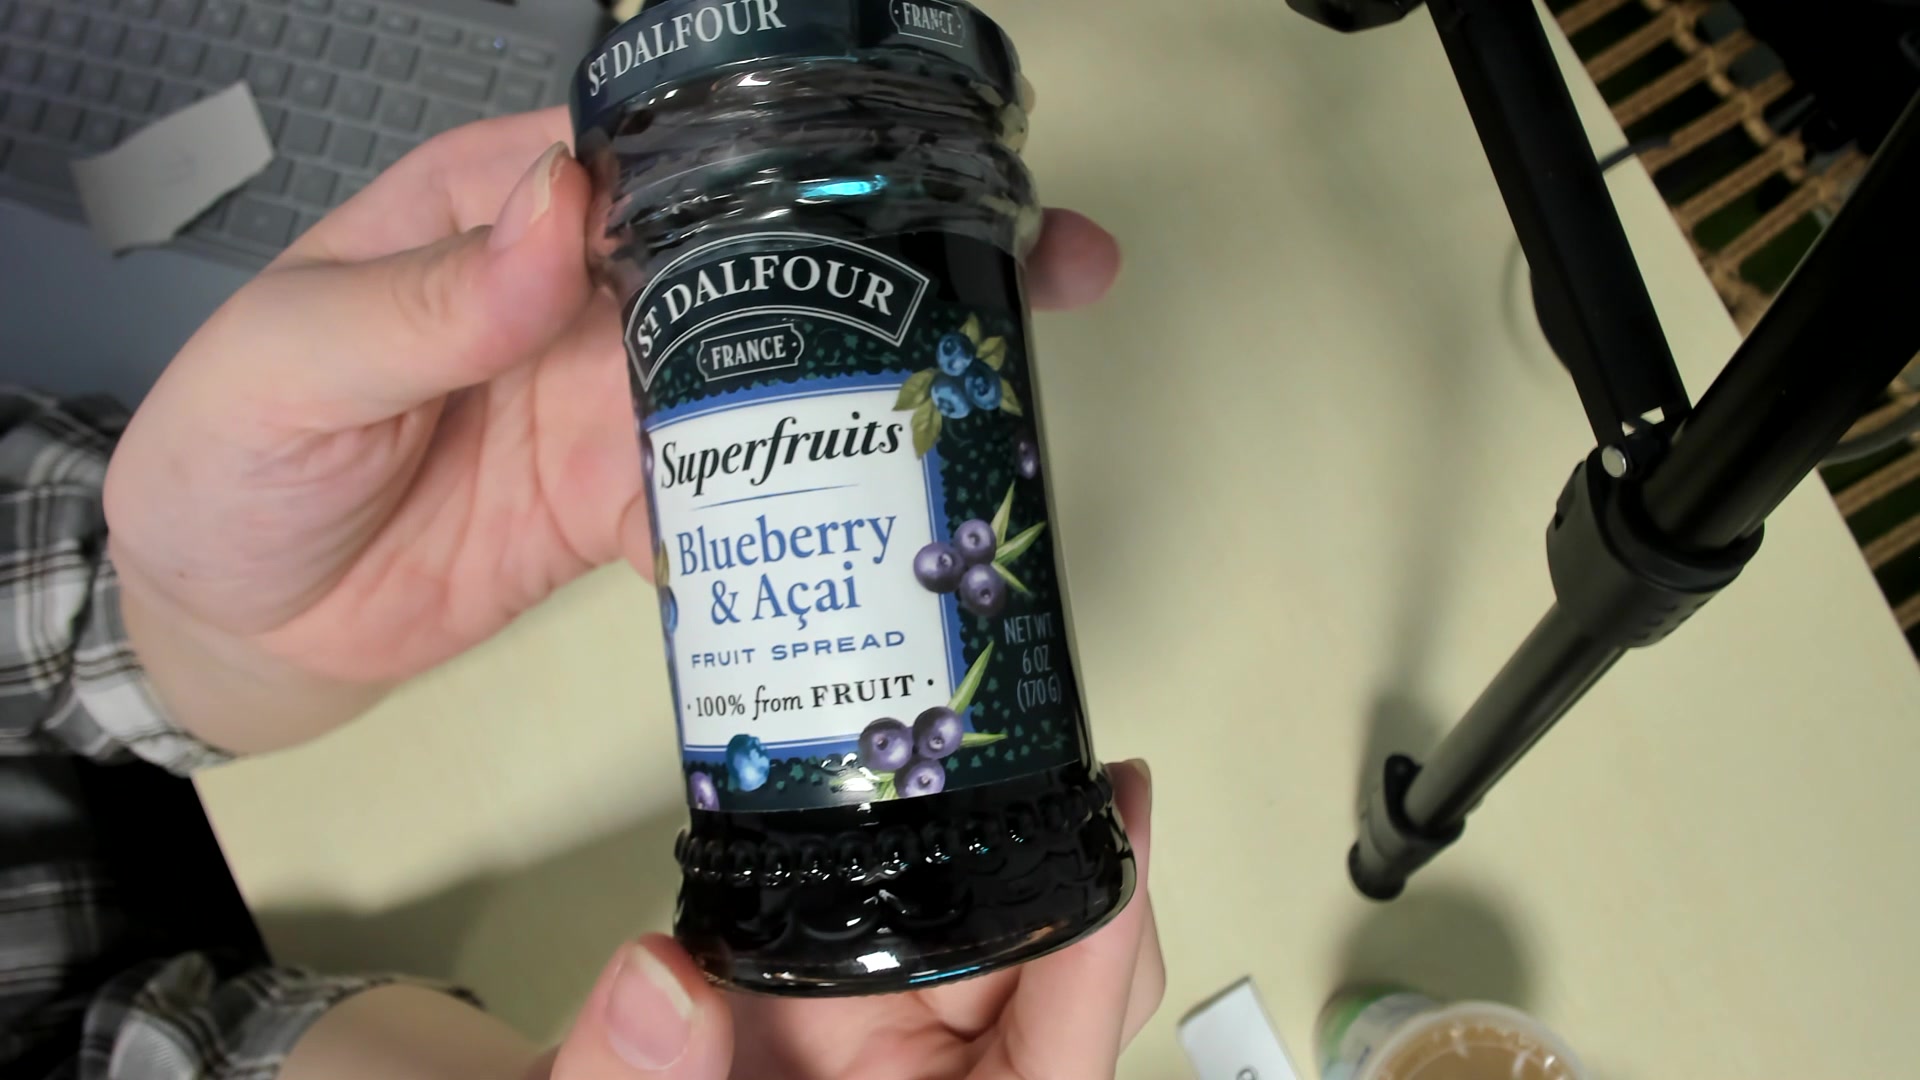 ST DALFOUR
FRANCE
ST DALFOUR
FRANCE
Superfruits
Blueberry
& Açai
FRUIT SPREAD
· 100% from FRUIT ·
NET WT
6 OZ
(170 G)